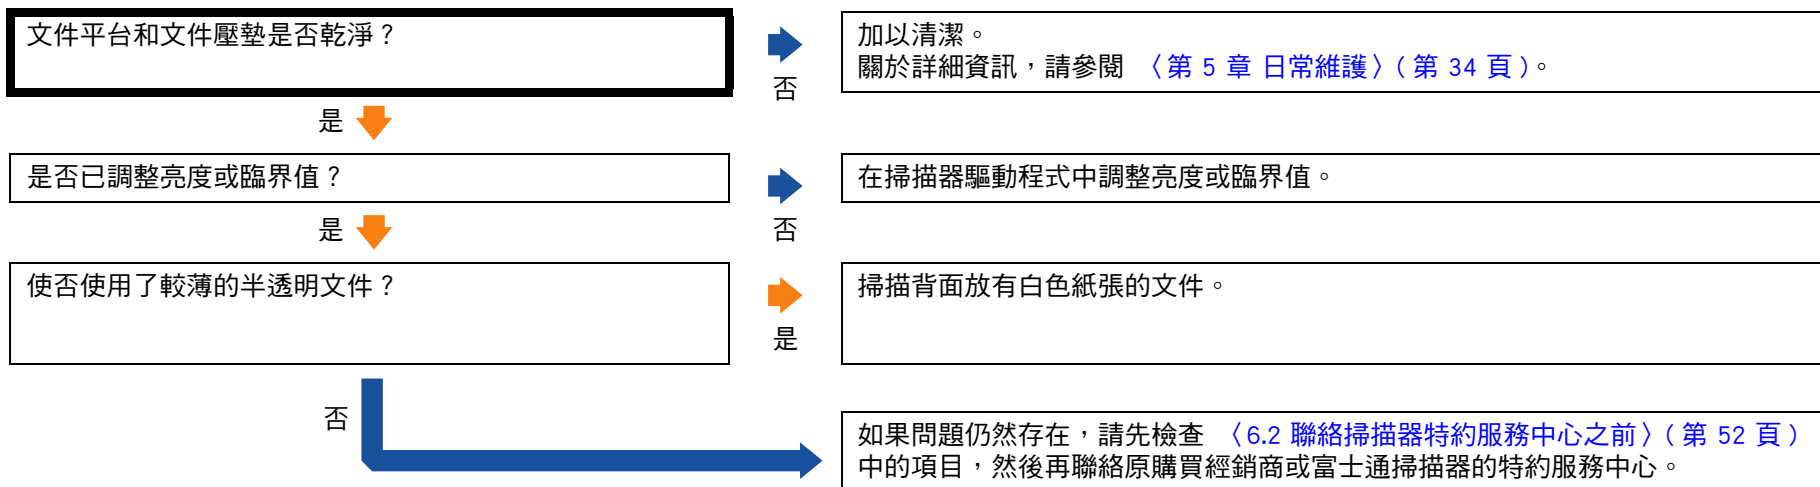 文件平台和文件壓墊是否乾淨？
否
加以清潔。
關於詳細資訊，請參閱 〈第 5 章 日常維護〉( 第 34 頁 )。
是
是否已調整亮度或臨界值？
否
在掃描器驅動程式中調整亮度或臨界值。
是
使否使用了較薄的半透明文件？
是
掃描背面放有白色紙張的文件。
否
如果問題仍然存在，請先檢查 〈6.2 聯絡掃描器特約服務中心之前〉( 第 52 頁 )
中的項目，然後再聯絡原購買經銷商或富士通掃描器的特約服務中心。